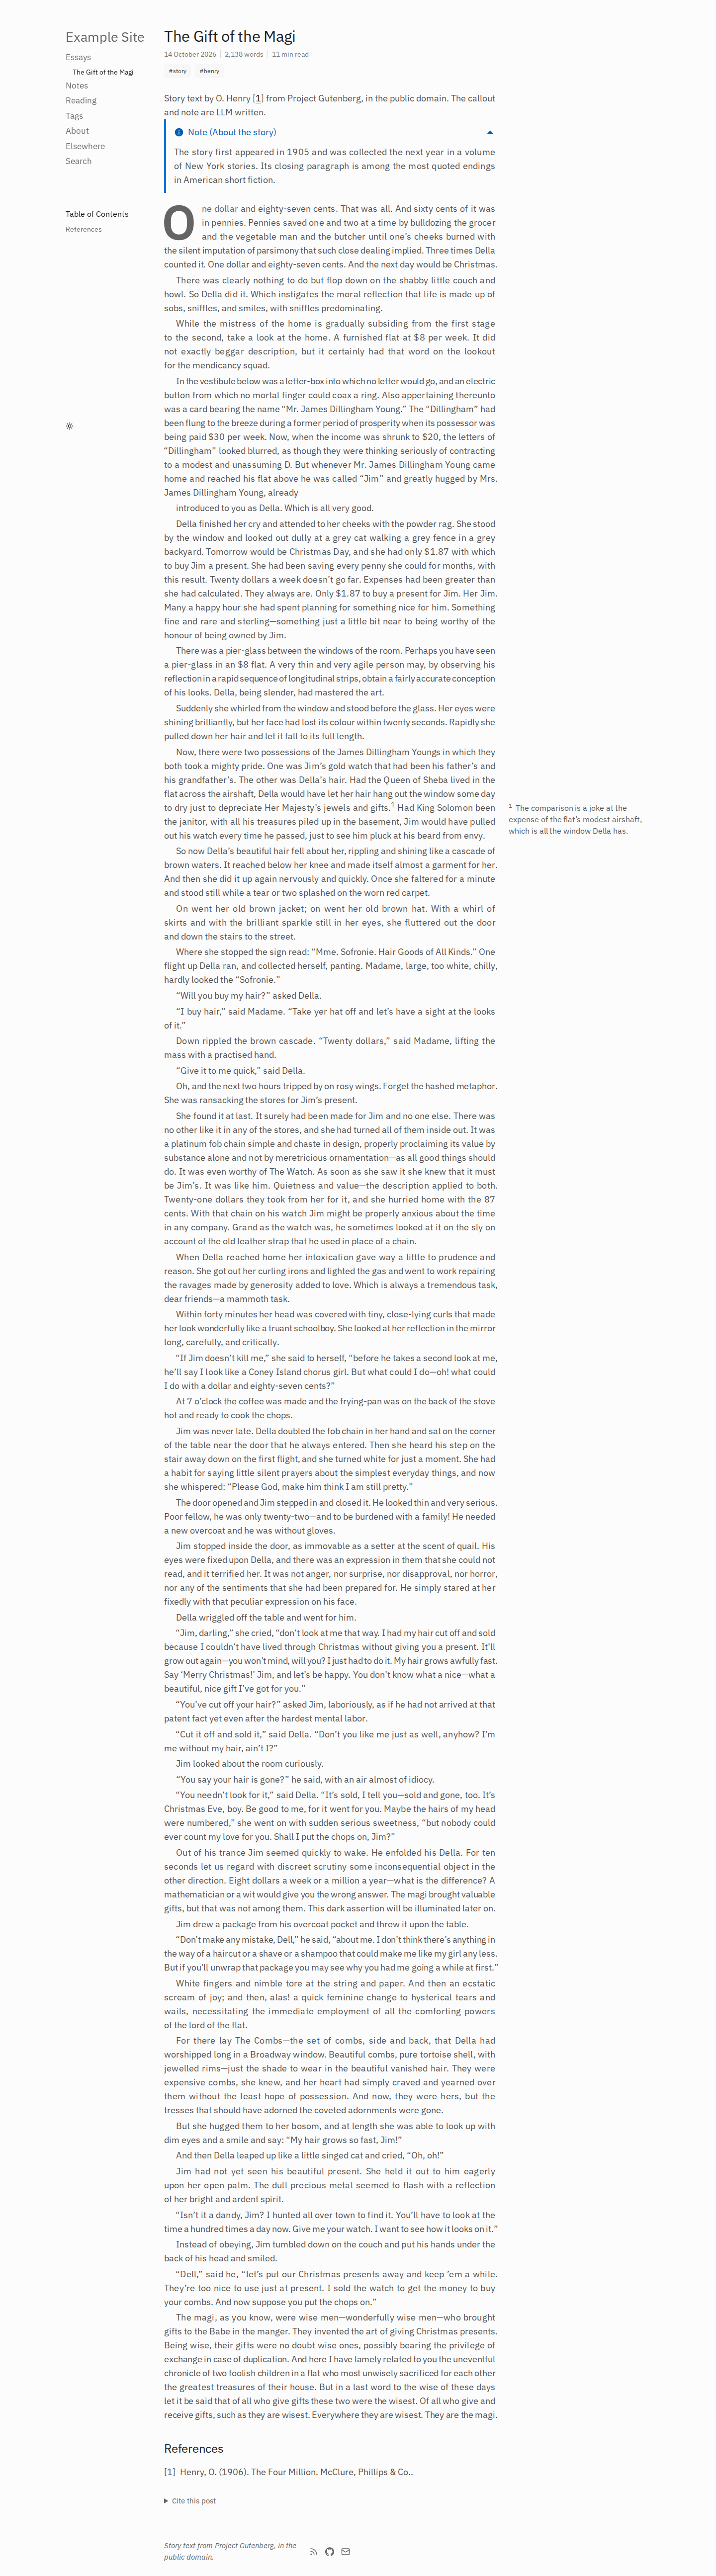 Example Site
Essays
The Gift of the Magi
Notes
Reading
Tags
About
Elsewhere
Search
Table of Contents
References
The Gift of the Magi
14 October 2026 | 2,138 words | 11 min read
#story #henry
Story text by O. Henry [1] from Project Gutenberg, in the public domain. The callout
and note are LLM written.
Note (About the story)
The story first appeared in 1905 and was collected the next year in a volume
of New York stories. Its closing paragraph is among the most quoted endings
in American short fiction.
One dollar and eighty-seven cents. That was all. And sixty cents of it was
in pennies. Pennies saved one and two at a time by bulldozing the grocer
and the vegetable man and the butcher until one’s cheeks burned with
the silent imputation of parsimony that such close dealing implied. Three times Della
counted it. One dollar and eighty-seven cents. And the next day would be Christmas.
There was clearly nothing to do but flop down on the shabby little couch and
howl. So Della did it. Which instigates the moral reflection that life is made up of
sobs, sniffles, and smiles, with sniffles predominating.
While the mistress of the home is gradually subsiding from the first stage
to the second, take a look at the home. A furnished flat at $8 per week. It did
not exactly beggar description, but it certainly had that word on the lookout
for the mendicancy squad.
In the vestibule below was a letter-box into which no letter would go, and an electric
button from which no mortal finger could coax a ring. Also appertaining thereunto
was a card bearing the name “Mr. James Dillingham Young.” The “Dillingham” had
been flung to the breeze during a former period of prosperity when its possessor was
being paid $30 per week. Now, when the income was shrunk to $20, the letters of
“Dillingham” looked blurred, as though they were thinking seriously of contracting
to a modest and unassuming D. But whenever Mr. James Dillingham Young came
home and reached his flat above he was called “Jim” and greatly hugged by Mrs.
James Dillingham Young, already
introduced to you as Della. Which is all very good.
Della finished her cry and attended to her cheeks with the powder rag. She stood
by the window and looked out dully at a grey cat walking a grey fence in a grey
backyard. Tomorrow would be Christmas Day, and she had only $1.87 with which
to buy Jim a present. She had been saving every penny she could for months, with
this result. Twenty dollars a week doesn’t go far. Expenses had been greater than
she had calculated. They always are. Only $1.87 to buy a present for Jim. Her Jim.
Many a happy hour she had spent planning for something nice for him. Something
fine and rare and sterling—something just a little bit near to being worthy of the
honour of being owned by Jim.
There was a pier-glass between the windows of the room. Perhaps you have seen
a pier-glass in an $8 flat. A very thin and very agile person may, by observing his
reflection in a rapid sequence of longitudinal strips, obtain a fairly accurate conception
of his looks. Della, being slender, had mastered the art.
Suddenly she whirled from the window and stood before the glass. Her eyes were
shining brilliantly, but her face had lost its colour within twenty seconds. Rapidly she
pulled down her hair and let it fall to its full length.
Now, there were two possessions of the James Dillingham Youngs in which they
both took a mighty pride. One was Jim’s gold watch that had been his father’s and
his grandfather’s. The other was Della’s hair. Had the Queen of Sheba lived in the
flat across the airshaft, Della would have let her hair hang out the window some day
to dry just to depreciate Her Majesty’s jewels and gifts.1 Had King Solomon been
the janitor, with all his treasures piled up in the basement, Jim would have pulled
out his watch every time he passed, just to see him pluck at his beard from envy.
1 The comparison is a joke at the
expense of the flat’s modest airshaft,
which is all the window Della has.
So now Della’s beautiful hair fell about her, rippling and shining like a cascade of
brown waters. It reached below her knee and made itself almost a garment for her.
And then she did it up again nervously and quickly. Once she faltered for a minute
and stood still while a tear or two splashed on the worn red carpet.
On went her old brown jacket; on went her old brown hat. With a whirl of
skirts and with the brilliant sparkle still in her eyes, she fluttered out the door
and down the stairs to the street.
Where she stopped the sign read: “Mme. Sofronie. Hair Goods of All Kinds.” One
flight up Della ran, and collected herself, panting. Madame, large, too white, chilly,
hardly looked the “Sofronie.”
“Will you buy my hair?” asked Della.
“I buy hair,” said Madame. “Take yer hat off and let’s have a sight at the looks
of it.”
Down rippled the brown cascade. “Twenty dollars,” said Madame, lifting the
mass with a practised hand.
“Give it to me quick,” said Della.
Oh, and the next two hours tripped by on rosy wings. Forget the hashed metaphor.
She was ransacking the stores for Jim’s present.
She found it at last. It surely had been made for Jim and no one else. There was
no other like it in any of the stores, and she had turned all of them inside out. It was
a platinum fob chain simple and chaste in design, properly proclaiming its value by
substance alone and not by meretricious ornamentation—as all good things should
do. It was even worthy of The Watch. As soon as she saw it she knew that it must
be Jim’s. It was like him. Quietness and value—the description applied to both.
Twenty-one dollars they took from her for it, and she hurried home with the 87
cents. With that chain on his watch Jim might be properly anxious about the time
in any company. Grand as the watch was, he sometimes looked at it on the sly on
account of the old leather strap that he used in place of a chain.
When Della reached home her intoxication gave way a little to prudence and
reason. She got out her curling irons and lighted the gas and went to work repairing
the ravages made by generosity added to love. Which is always a tremendous task,
dear friends—a mammoth task.
Within forty minutes her head was covered with tiny, close-lying curls that made
her look wonderfully like a truant schoolboy. She looked at her reflection in the mirror
long, carefully, and critically.
“If Jim doesn’t kill me,” she said to herself, “before he takes a second look at me,
he’ll say I look like a Coney Island chorus girl. But what could I do—oh! what could
I do with a dollar and eighty-seven cents?”
At 7 o’clock the coffee was made and the frying-pan was on the back of the stove
hot and ready to cook the chops.
Jim was never late. Della doubled the fob chain in her hand and sat on the corner
of the table near the door that he always entered. Then she heard his step on the
stair away down on the first flight, and she turned white for just a moment. She had
a habit for saying little silent prayers about the simplest everyday things, and now
she whispered: “Please God, make him think I am still pretty.”
The door opened and Jim stepped in and closed it. He looked thin and very serious.
Poor fellow, he was only twenty-two—and to be burdened with a family! He needed
a new overcoat and he was without gloves.
Jim stopped inside the door, as immovable as a setter at the scent of quail. His
eyes were fixed upon Della, and there was an expression in them that she could not
read, and it terrified her. It was not anger, nor surprise, nor disapproval, nor horror,
nor any of the sentiments that she had been prepared for. He simply stared at her
fixedly with that peculiar expression on his face.
Della wriggled off the table and went for him.
“Jim, darling,” she cried, “don’t look at me that way. I had my hair cut off and sold
because I couldn’t have lived through Christmas without giving you a present. It’ll
grow out again—you won’t mind, will you? I just had to do it. My hair grows awfully fast.
Say ‘Merry Christmas!’ Jim, and let’s be happy. You don’t know what a nice—what a
beautiful, nice gift I’ve got for you.”
“You’ve cut off your hair?” asked Jim, laboriously, as if he had not arrived at that
patent fact yet even after the hardest mental labor.
“Cut it off and sold it,” said Della. “Don’t you like me just as well, anyhow? I’m
me without my hair, ain’t I?”
Jim looked about the room curiously.
“You say your hair is gone?” he said, with an air almost of idiocy.
“You needn’t look for it,” said Della. “It’s sold, I tell you—sold and gone, too. It’s
Christmas Eve, boy. Be good to me, for it went for you. Maybe the hairs of my head
were numbered,” she went on with sudden serious sweetness, “but nobody could
ever count my love for you. Shall I put the chops on, Jim?”
Out of his trance Jim seemed quickly to wake. He enfolded his Della. For ten
seconds let us regard with discreet scrutiny some inconsequential object in the
other direction. Eight dollars a week or a million a year—what is the difference? A
mathematician or a wit would give you the wrong answer. The magi brought valuable
gifts, but that was not among them. This dark assertion will be illuminated later on.
Jim drew a package from his overcoat pocket and threw it upon the table.
“Don’t make any mistake, Dell,” he said, “about me. I don’t think there’s anything in
the way of a haircut or a shave or a shampoo that could make me like my girl any less.
But if you’ll unwrap that package you may see why you had me going a while at first.”
White fingers and nimble tore at the string and paper. And then an ecstatic
scream of joy; and then, alas! a quick feminine change to hysterical tears and
wails, necessitating the immediate employment of all the comforting powers
of the lord of the flat.
For there lay The Combs—the set of combs, side and back, that Della had
worshipped long in a Broadway window. Beautiful combs, pure tortoise shell, with
jewelled rims—just the shade to wear in the beautiful vanished hair. They were
expensive combs, she knew, and her heart had simply craved and yearned over
them without the least hope of possession. And now, they were hers, but the
tresses that should have adorned the coveted adornments were gone.
But she hugged them to her bosom, and at length she was able to look up with
dim eyes and a smile and say: “My hair grows so fast, Jim!”
And then Della leaped up like a little singed cat and cried, “Oh, oh!”
Jim had not yet seen his beautiful present. She held it out to him eagerly
upon her open palm. The dull precious metal seemed to flash with a reflection
of her bright and ardent spirit.
“Isn’t it a dandy, Jim? I hunted all over town to find it. You’ll have to look at the
time a hundred times a day now. Give me your watch. I want to see how it looks on it.”
Instead of obeying, Jim tumbled down on the couch and put his hands under the
back of his head and smiled.
“Dell,” said he, “let’s put our Christmas presents away and keep ’em a while.
They’re too nice to use just at present. I sold the watch to get the money to buy
your combs. And now suppose you put the chops on.”
The magi, as you know, were wise men—wonderfully wise men—who brought
gifts to the Babe in the manger. They invented the art of giving Christmas presents.
Being wise, their gifts were no doubt wise ones, possibly bearing the privilege of
exchange in case of duplication. And here I have lamely related to you the uneventful
chronicle of two foolish children in a flat who most unwisely sacrificed for each other
the greatest treasures of their house. But in a last word to the wise of these days
let it be said that of all who give gifts these two were the wisest. Of all who give and
receive gifts, such as they are wisest. Everywhere they are wisest. They are the magi.
References
[1] Henry, O. (1906). The Four Million. McClure, Phillips & Co..
Cite this post
Story text from Project Gutenberg, in the
public domain.